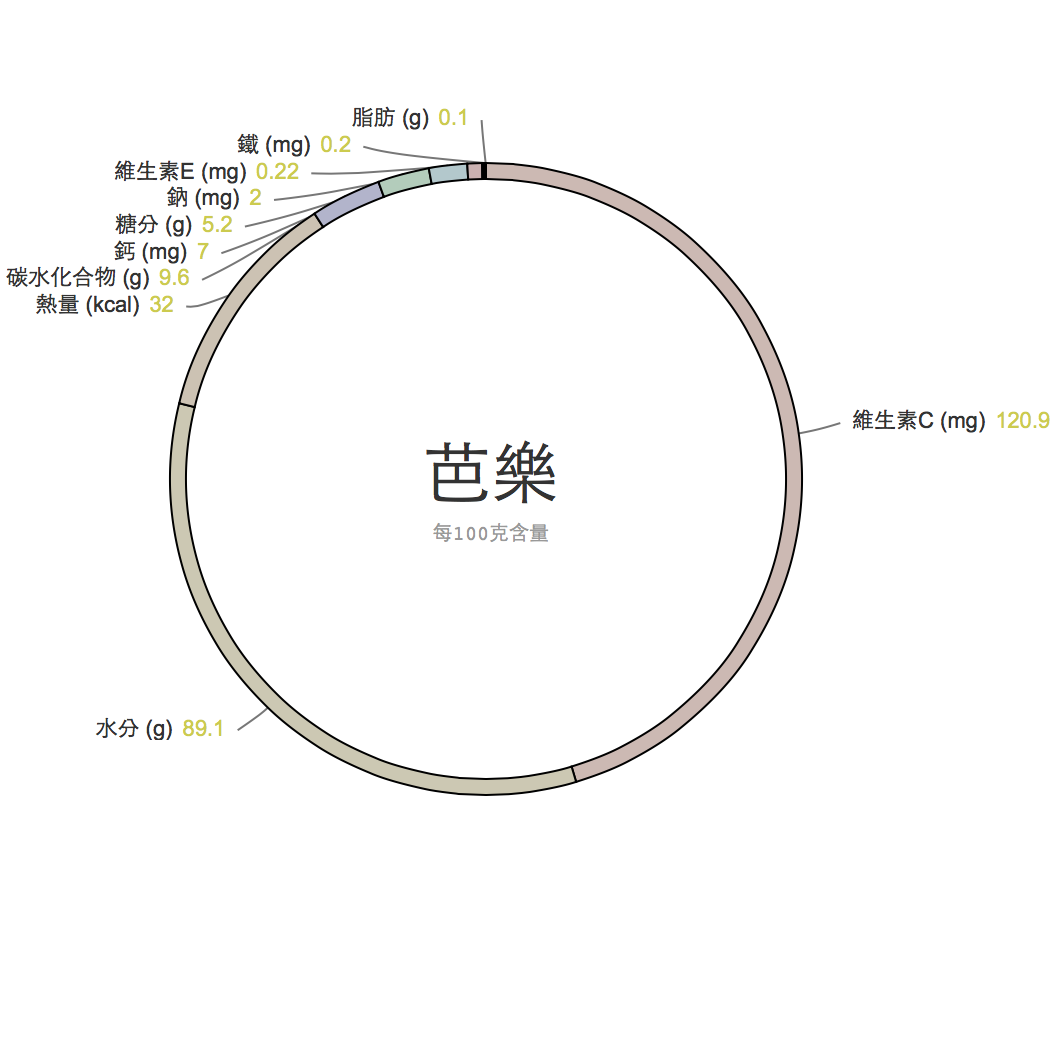 脂肪 (g) 0.1
鐵 (mg) 0.2
維生素E (mg) 0.22
鈉 (mg) 2
糖分 (g) 5.2
鈣 (mg) 7
碳水化合物 (g) 9.6
熱量 (kcal) 32
維生素C (mg) 120.9
芭樂
每100克含量
水分 (g) 89.1